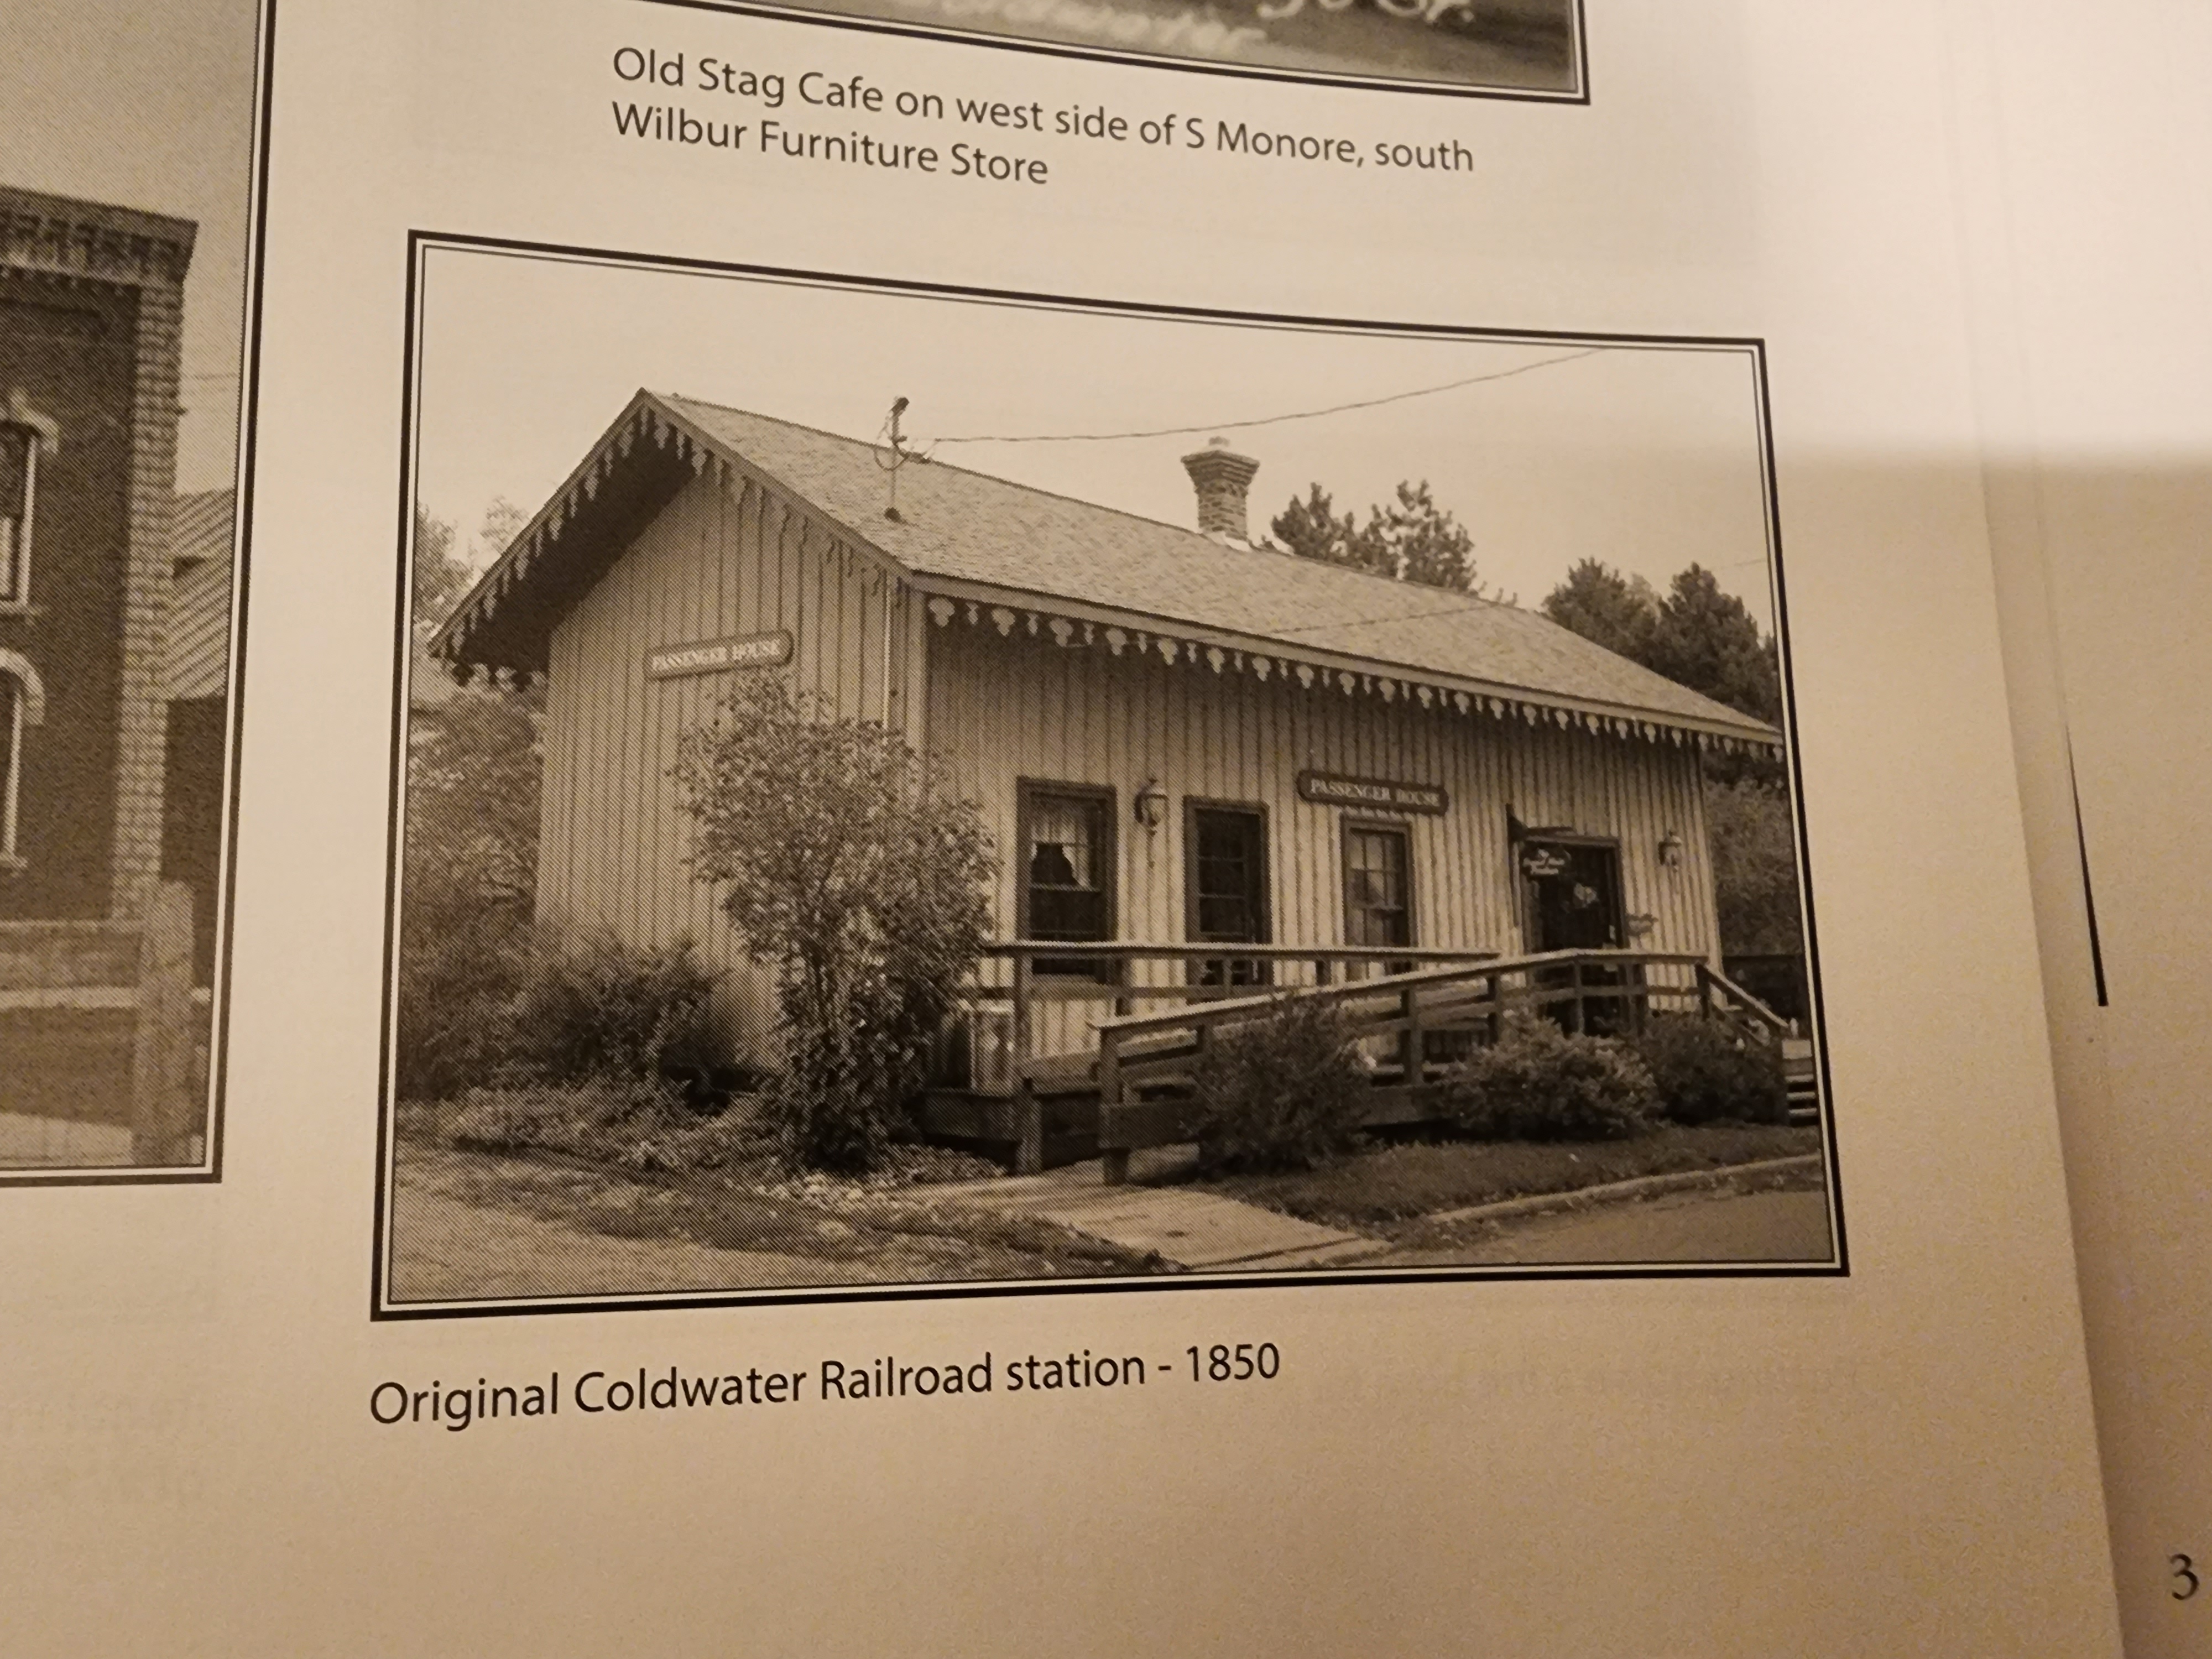 Old Stag Cafe on west side of S Monore, south
Wilbur Furniture Store
PASSENGER HOUSE
PASSENGER HOUSE
Original Coldwater Railroad station - 1850
3